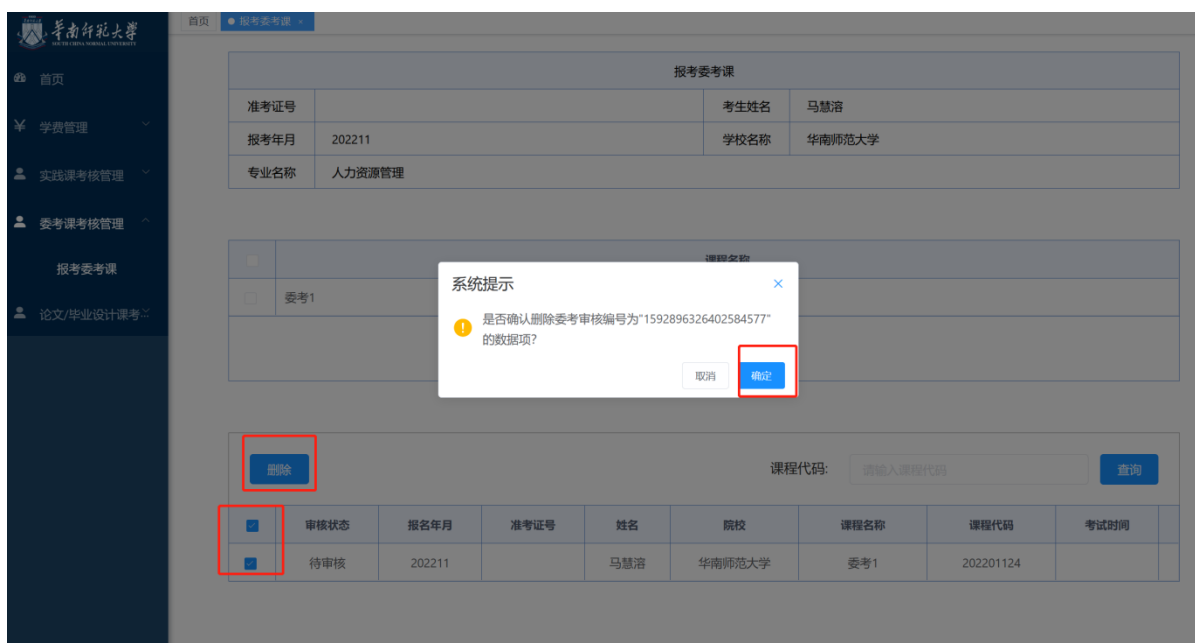 華南師範大學
SOUTH CHINA NORMAL UNIVERSITY
首页
学费管理
实践课考核管理
委考课考核管理
报考委考课
论文/毕业设计课考
首页 报考委考课 ×
报考委考课
准考证号 考生姓名 马慧溶
报考年月 202211 学校名称 华南师范大学
专业名称 人力资源管理
课程名称
委考1
系统提示 ×
是否确认删除委考审核编号为"1592896326402584577"
的数据项?
取消 确定
删除 课程代码: 请输入课程代码 查询
审核状态 报名年月 准考证号 姓名 院校 课程名称 课程代码 考试时间
待审核 202211 马慧溶 华南师范大学 委考1 202201124